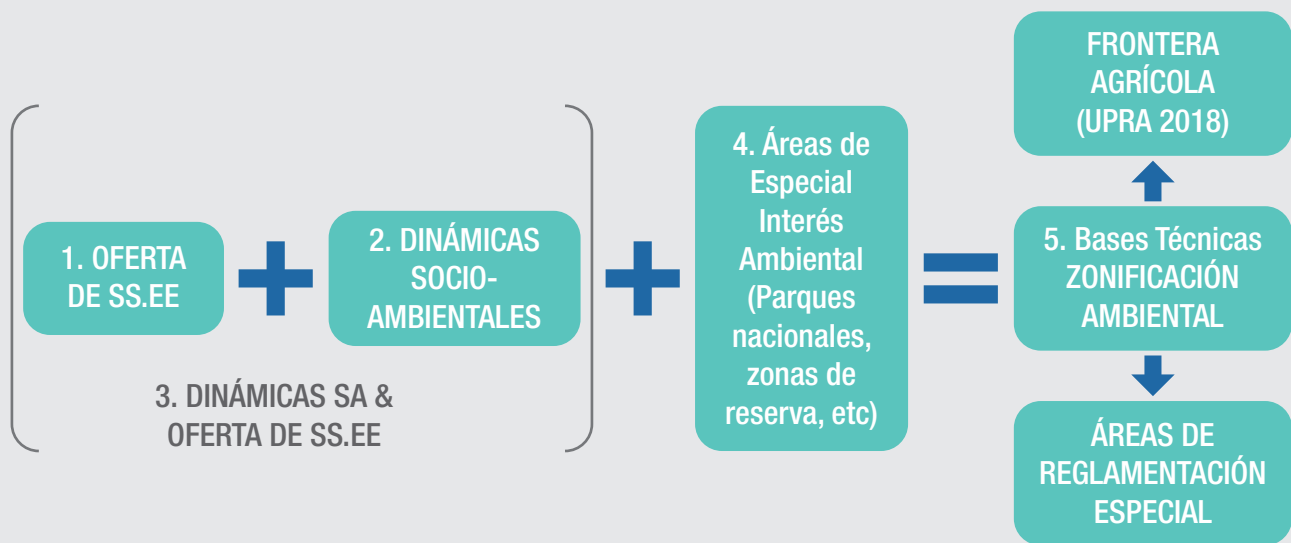 1. OFERTA
DE SS.EE
2. DINÁMICAS
SOCIO-
AMBIENTALES
3. DINÁMICAS SA &
OFERTA DE SS.EE
4. Áreas de
Especial
Interés
Ambiental
(Parques
nacionales,
zonas de
reserva, etc)
FRONTERA
AGRÍCOLA
(UPRA 2018)
5. Bases Técnicas
ZONIFICACIÓN
AMBIENTAL
ÁREAS DE
REGLAMENTACIÓN
ESPECIAL